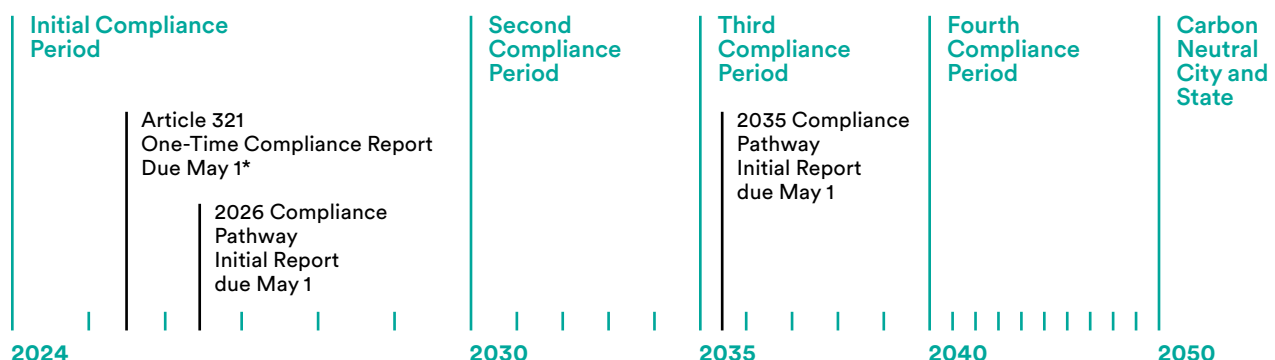 Initial Compliance
Period
Second
Compliance
Period
Third
Compliance
Period
Fourth
Compliance
Period
Carbon
Neutral
City and
State
Article 321
One-Time Compliance Report
Due May 1*
2026 Compliance
Pathway
Initial Report
due May 1
2035 Compliance
Pathway
Initial Report
due May 1
2024
2030
2035
2040
2050